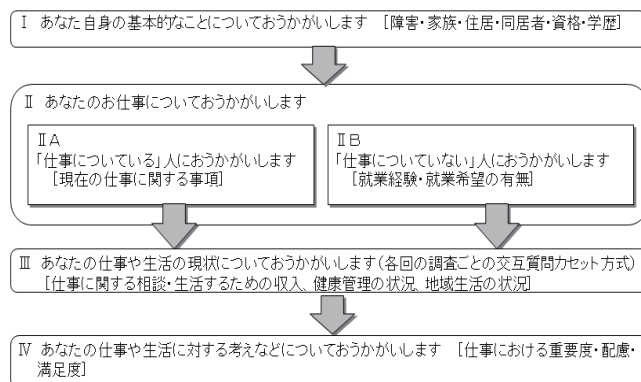 Ⅰ あなた自身の基本的なことについておうかがいします [障害・家族・住居・同居者・資格・学歴]
Ⅱ あなたのお仕事についておうかがいします
ⅡA
「仕事についている」人におうかがいします
[現在の仕事に関する事項]
ⅡB
「仕事についていない」人におうかがいします
[就業経験・就業希望の有無]
Ⅲ あなたの仕事や生活の現状についておうかがいします(各回の調査ごとの交互質問カセット方式)
[仕事に関する相談・生活するための収入、健康管理の状況、地域生活の状況]
Ⅳ あなたの仕事や生活に対する考えなどについておうかがいします [仕事における重要度・配慮・
満足度]